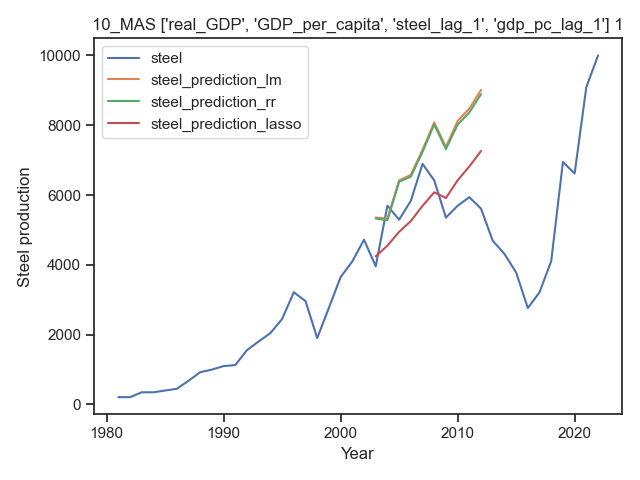 10_MAS ['real_GDP', 'GDP_per_capita', 'steel_lag_1', 'gdp_pc_lag_1'] 1
steel
steel_prediction_lm
steel_prediction_rr
steel_prediction_lasso
Steel production
10000
8000
6000
4000
2000
0
1980
1990
2000
2010
2020
Year